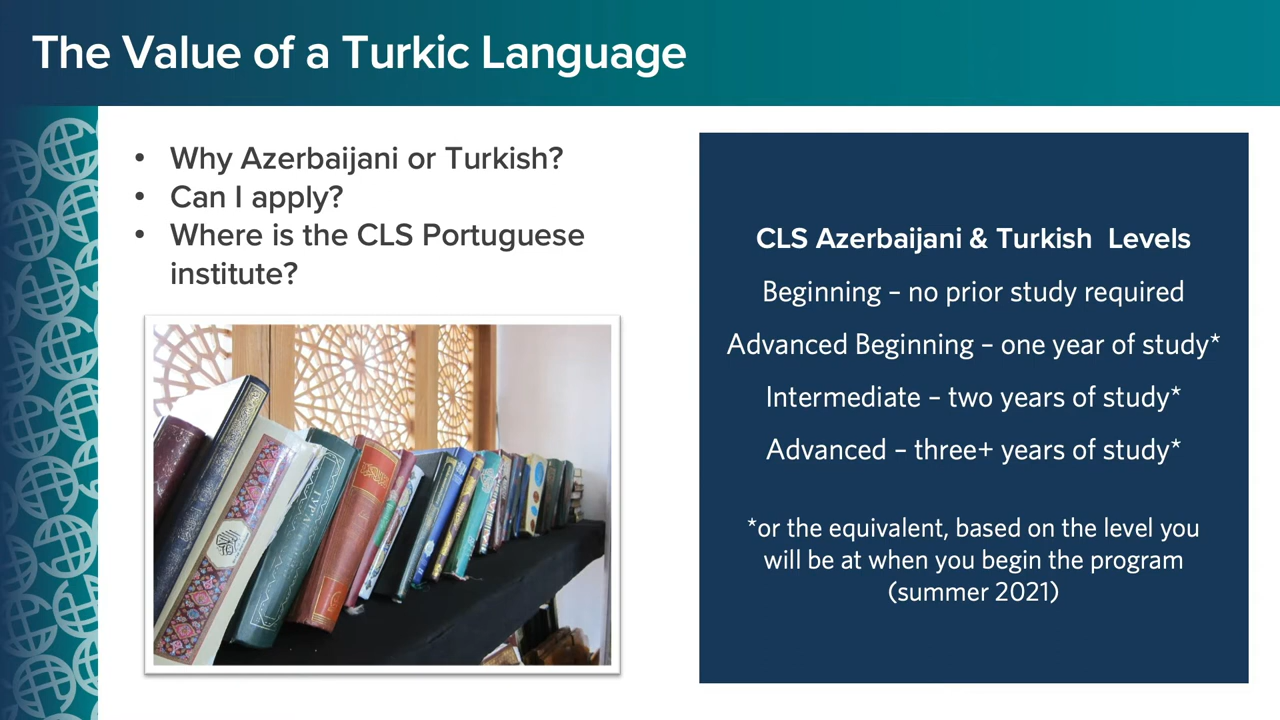 The Value of a Turkic Language
• Why Azerbaijani or Turkish?
• Can I apply?
• Where is the CLS Portuguese
institute?
CLS Azerbaijani & Turkish  Levels
Beginning – no prior study required
Advanced Beginning – one year of study*
Intermediate – two years of study*
Advanced – three+ years of study*
*or the equivalent, based on the level you
will be at when you begin the program
(summer 2021)